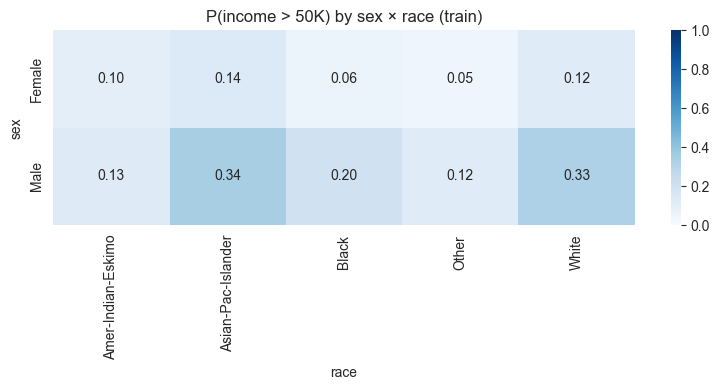 P(income > 50K) by sex × race (train)
sex
Female
0.10 0.14 0.06 0.05 0.12
Male
0.13 0.34 0.20 0.12 0.33
Amer-Indian-Eskimo
Asian-Pac-Islander
Black
Other
White
race
1.0
0.8
0.6
0.4
0.2
0.0